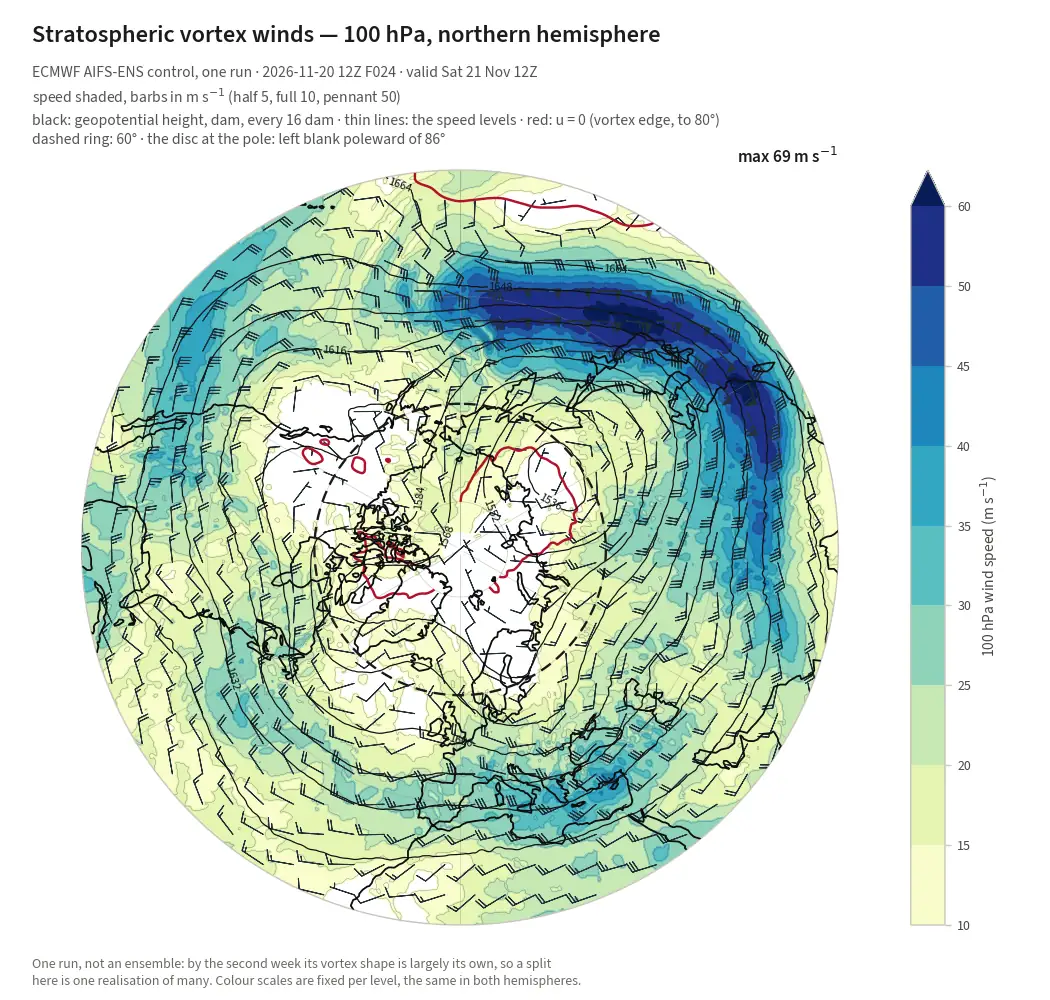 Stratospheric vortex winds — 100 hPa, northern hemisphere
ECMWF AIFS-ENS control, one run · 2026-11-20 12Z F024 · valid Sat 21 Nov 12Z
speed shaded, barbs in m s⁻¹ (half 5, full 10, pennant 50)
black: geopotential height, dam, every 16 dam · thin lines: the speed levels · red: u = 0 (vortex edge, to 80°)
dashed ring: 60° · the disc at the pole: left blank poleward of 86°
max 69 m s⁻¹
1664
1648
1616
1584
1568
1536
60
50
45
40
35
30
25
20
15
10
100 hPa wind speed (m s⁻¹)
One run, not an ensemble: by the second week its vortex shape is largely its own, so a split
here is one realisation of many. Colour scales are fixed per level, the same in both hemispheres.